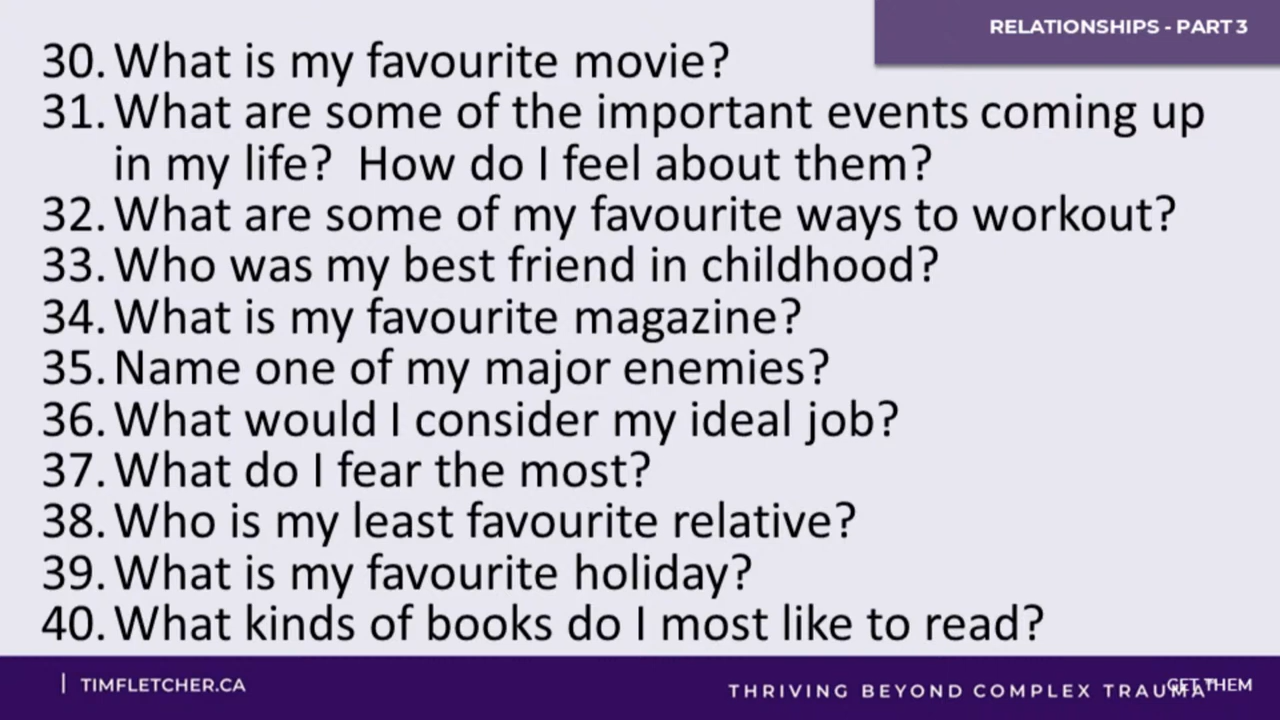 RELATIONSHIPS - PART 3
30. What is my favourite movie?
31. What are some of the important events coming up
in my life? How do I feel about them?
32. What are some of my favourite ways to workout?
33. Who was my best friend in childhood?
34. What is my favourite magazine?
35. Name one of my major enemies?
36. What would I consider my ideal job?
37. What do I fear the most?
38. Who is my least favourite relative?
39. What is my favourite holiday?
40. What kinds of books do I most like to read?
| TIMFLETCHER.CA
THRIVING BEYOND COMPLEX TRAUMA
GET THEM